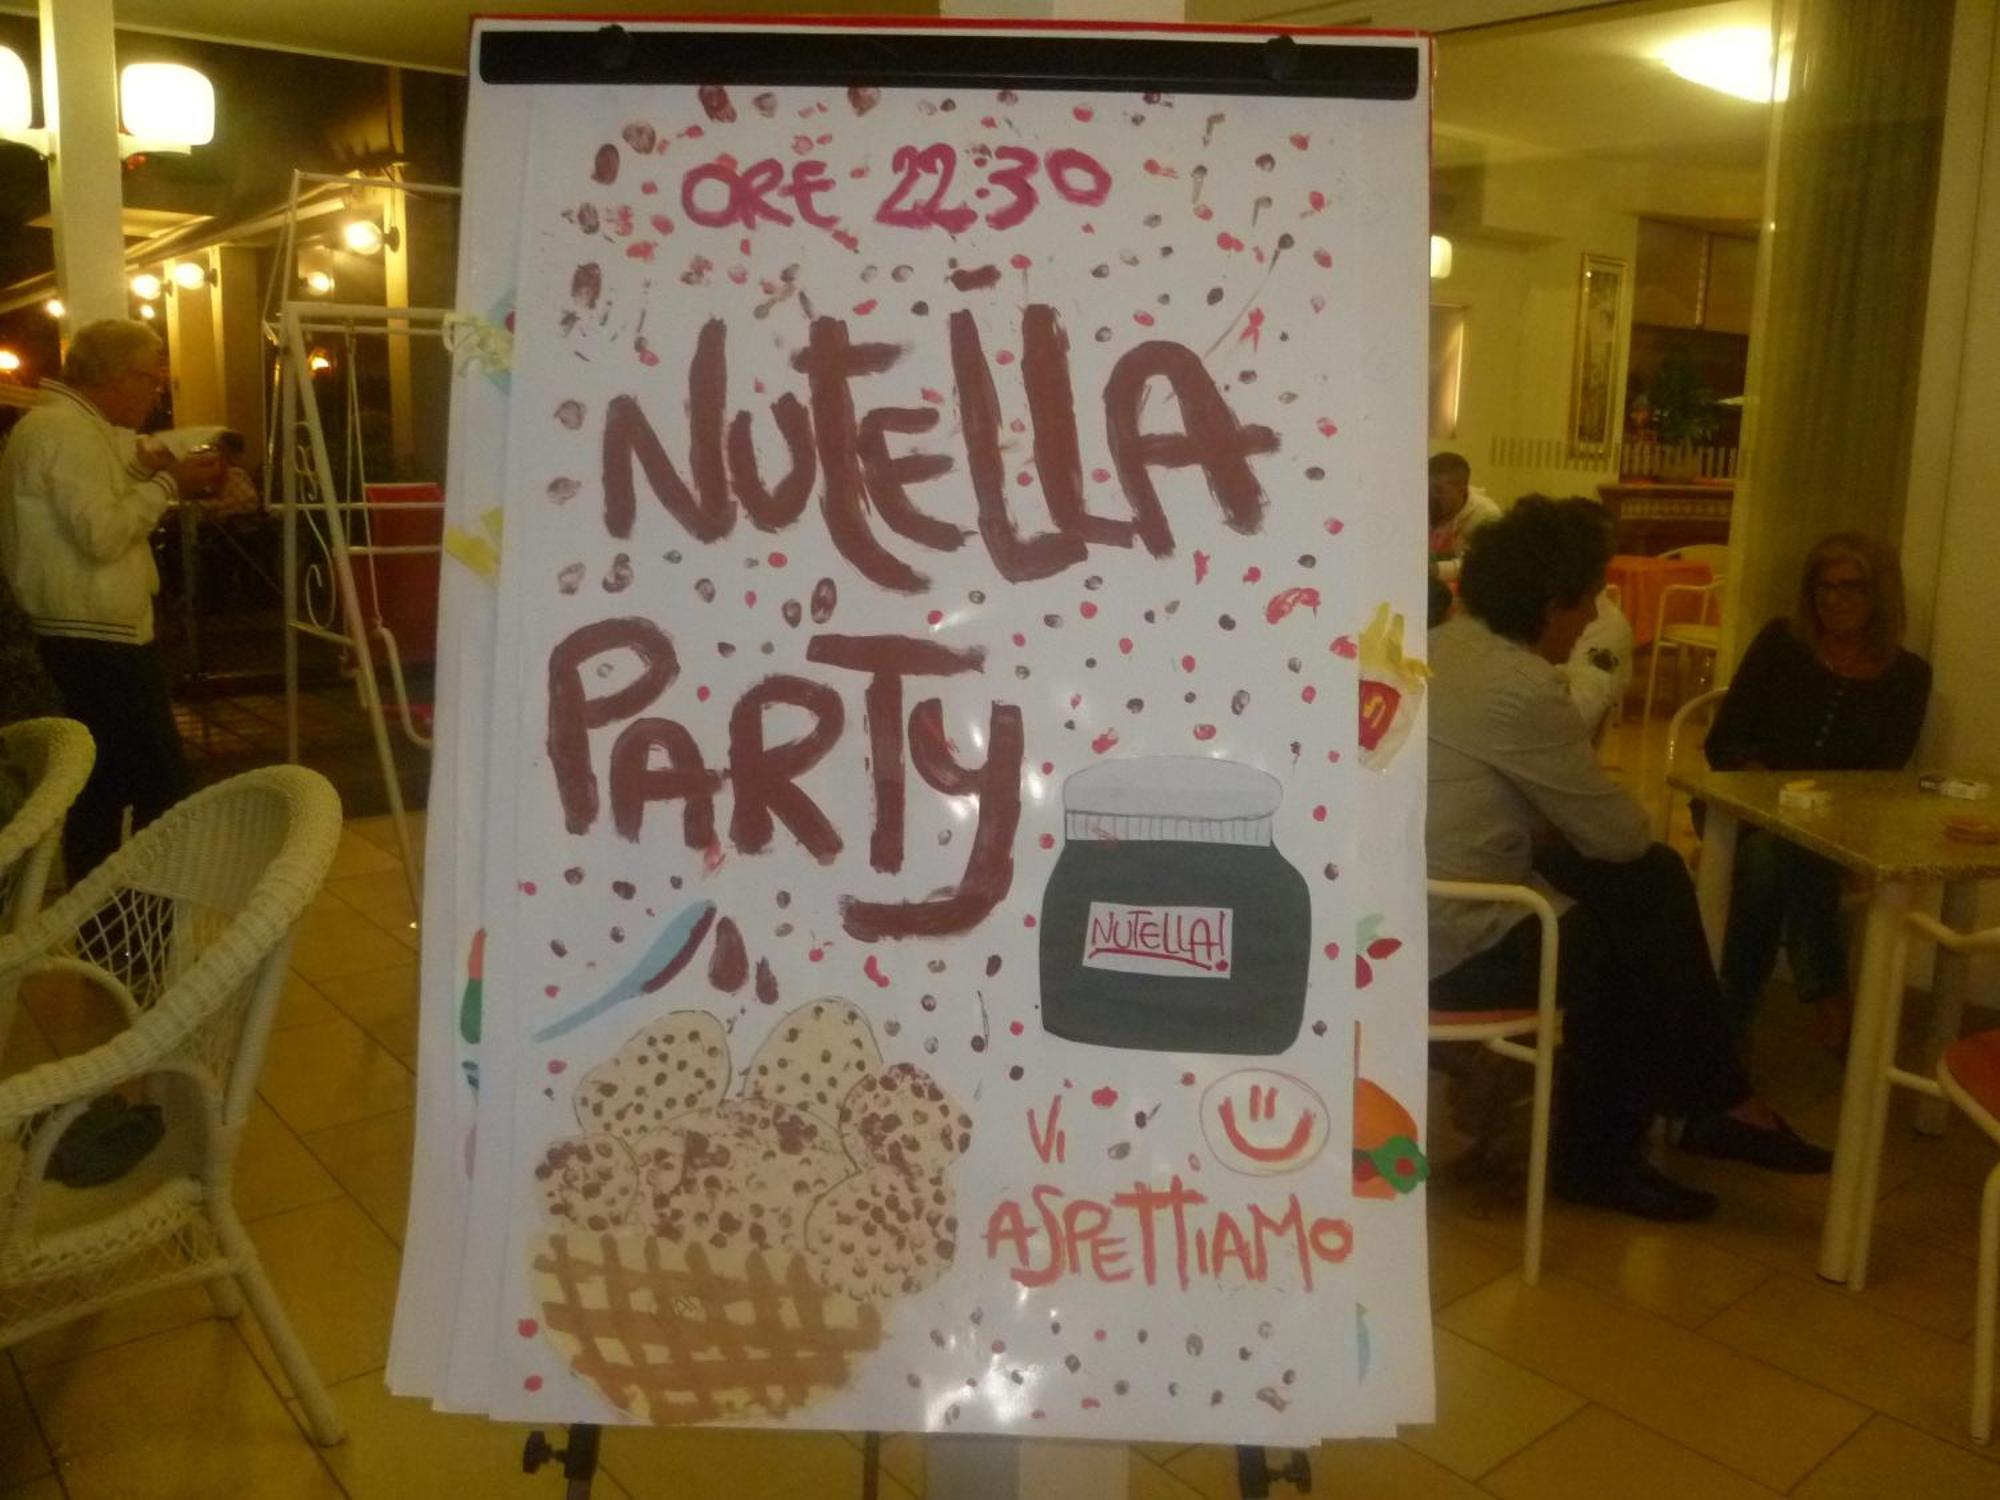 ORE 22:30
NUTELLA
PARTY
NUTELLA!
VI
ASPETTIAMO